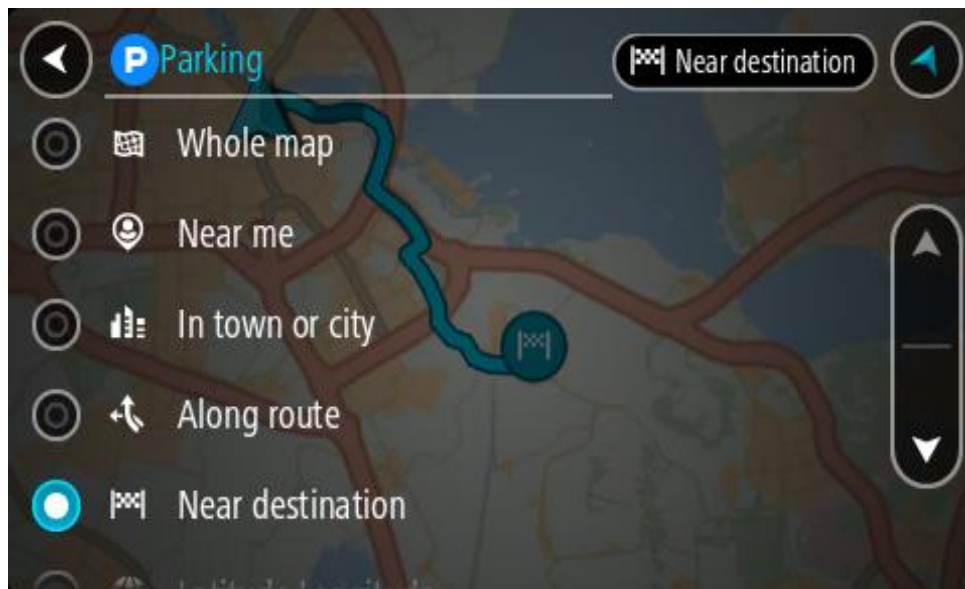 P Parking
Near destination
Whole map
Near me
In town or city
Along route
Near destination